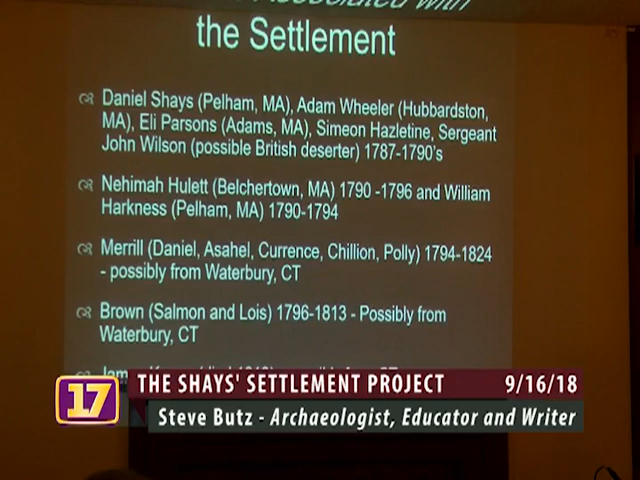 Associated with
the Settlement
Daniel Shays (Pelham, MA), Adam Wheeler (Hubbardston,
MA), Eli Parsons (Adams, MA), Simeon Hazletine, Sergeant
John Wilson (possible British deserter) 1787-1790's
Nehimah Hulett (Belchertown, MA) 1790 -1796 and William
Harkness (Pelham, MA) 1790-1794
Merrill (Daniel, Asahel, Currence, Chillion, Polly) 1794-1824
- possibly from Waterbury, CT
Brown (Salmon and Lois) 1796-1813 - Possibly from
Waterbury, CT
17
THE SHAYS' SETTLEMENT PROJECT 9/16/18
Steve Butz - Archaeologist, Educator and Writer